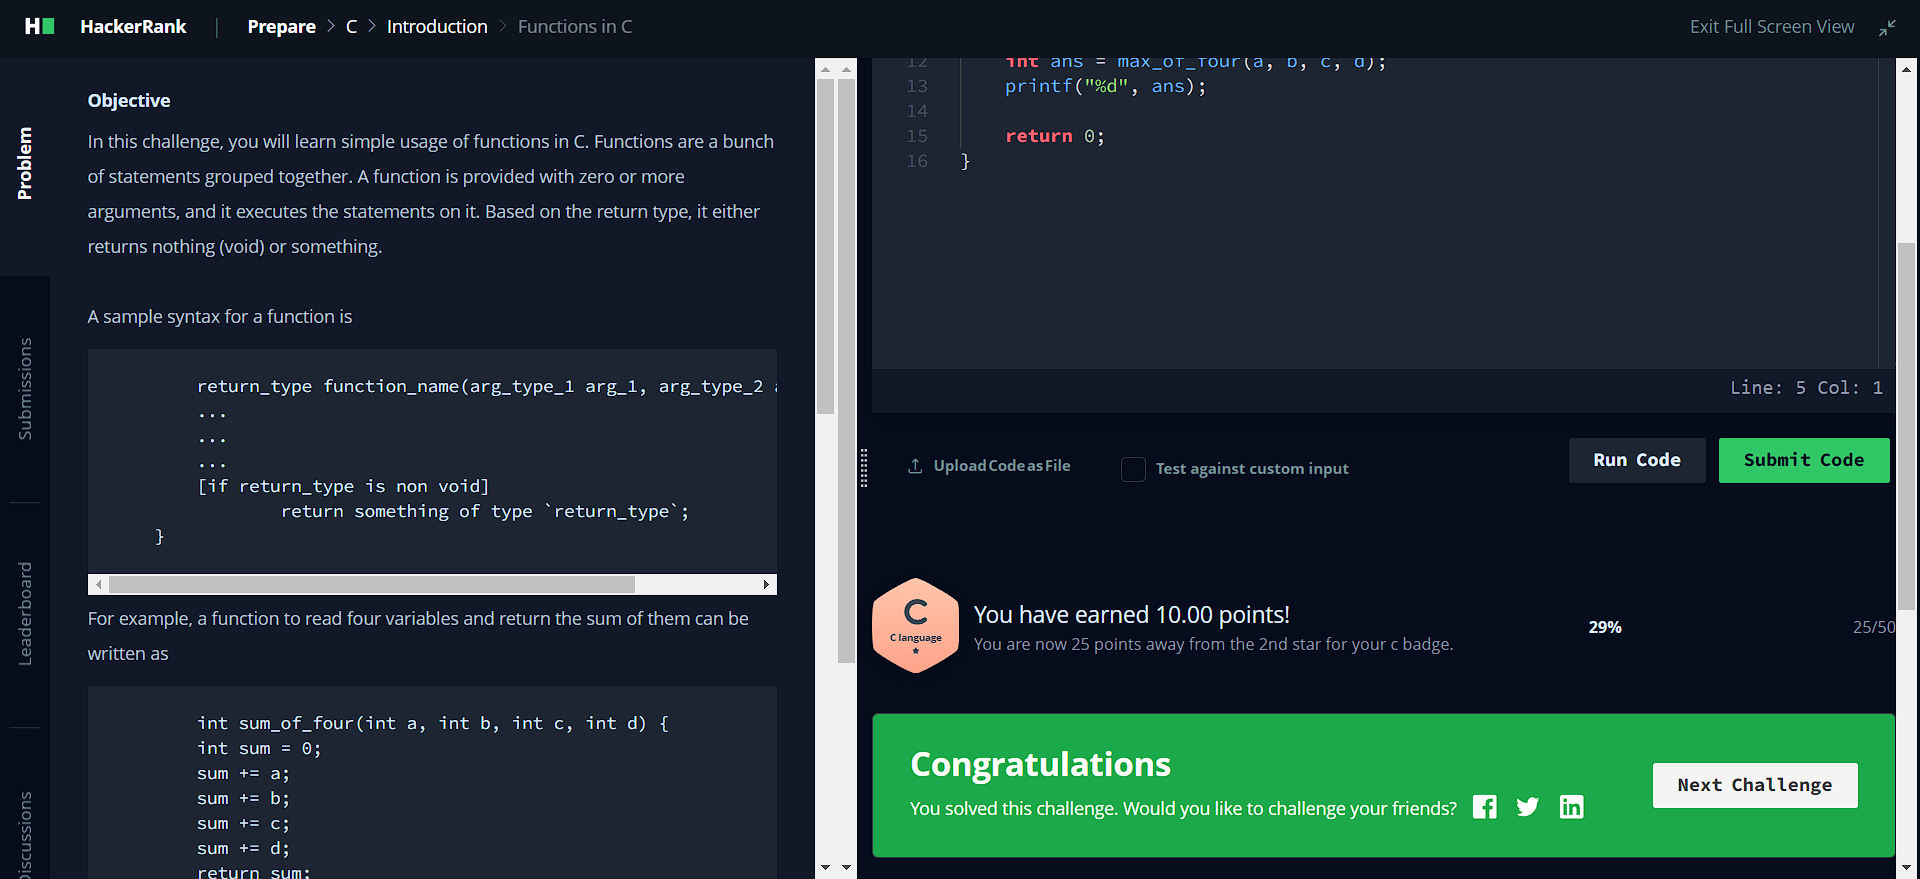 HackerRank | Prepare > C > Introduction > Functions in C
Exit Full Screen View
Problem
Submissions
Leaderboard
Discussions
Objective
In this challenge, you will learn simple usage of functions in C. Functions are a bunch
of statements grouped together. A function is provided with zero or more
arguments, and it executes the statements on it. Based on the return type, it either
returns nothing (void) or something.
A sample syntax for a function is
return_type function_name(arg_type_1 arg_1, arg_type_2
...
...
...
[if return_type is non void]
return something of type `return_type`;
}
For example, a function to read four variables and return the sum of them can be
written as
int sum_of_four(int a, int b, int c, int d) {
int sum = 0;
sum += a;
sum += b;
sum += c;
sum += d;
return sum;
12 int ans = max_of_four(a, b, c, d);
13 printf("%d", ans);
14
15 return 0;
16 }
Line: 5 Col: 1
Upload Code as File
Test against custom input
Run Code
Submit Code
C
C language
You have earned 10.00 points!
You are now 25 points away from the 2nd star for your c badge.
29%
25/50
Congratulations
You solved this challenge. Would you like to challenge your friends?
Next Challenge